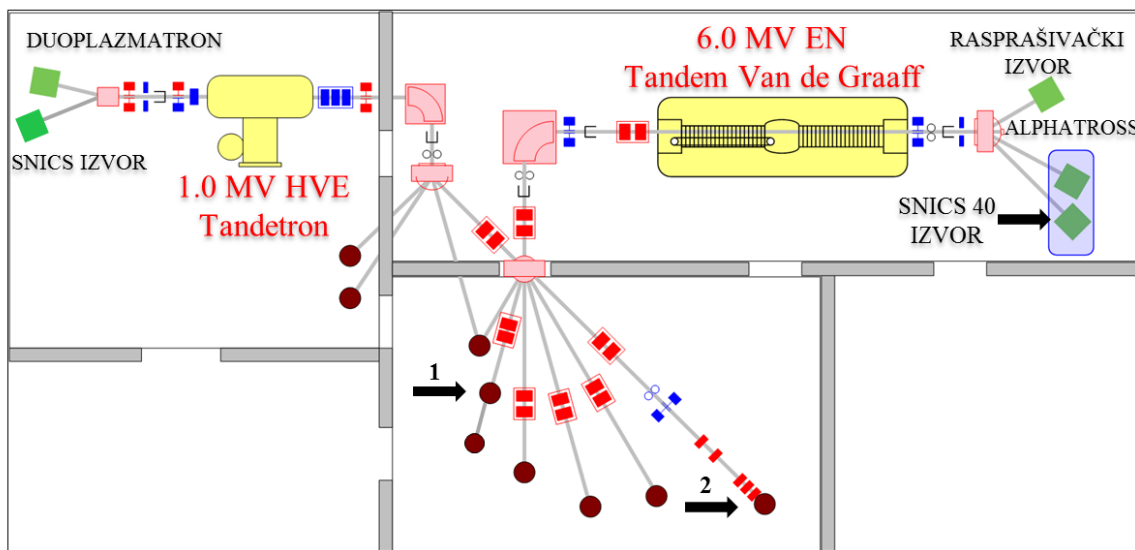 DUOPLAZMATRON
SNICS IZVOR
1.0 MV HVE
Tandetron
6.0 MV EN
Tandem Van de Graaff
RASPRAŠIVAČKI
IZVOR
ALPHATROSS
SNICS 40
IZVOR
1
2